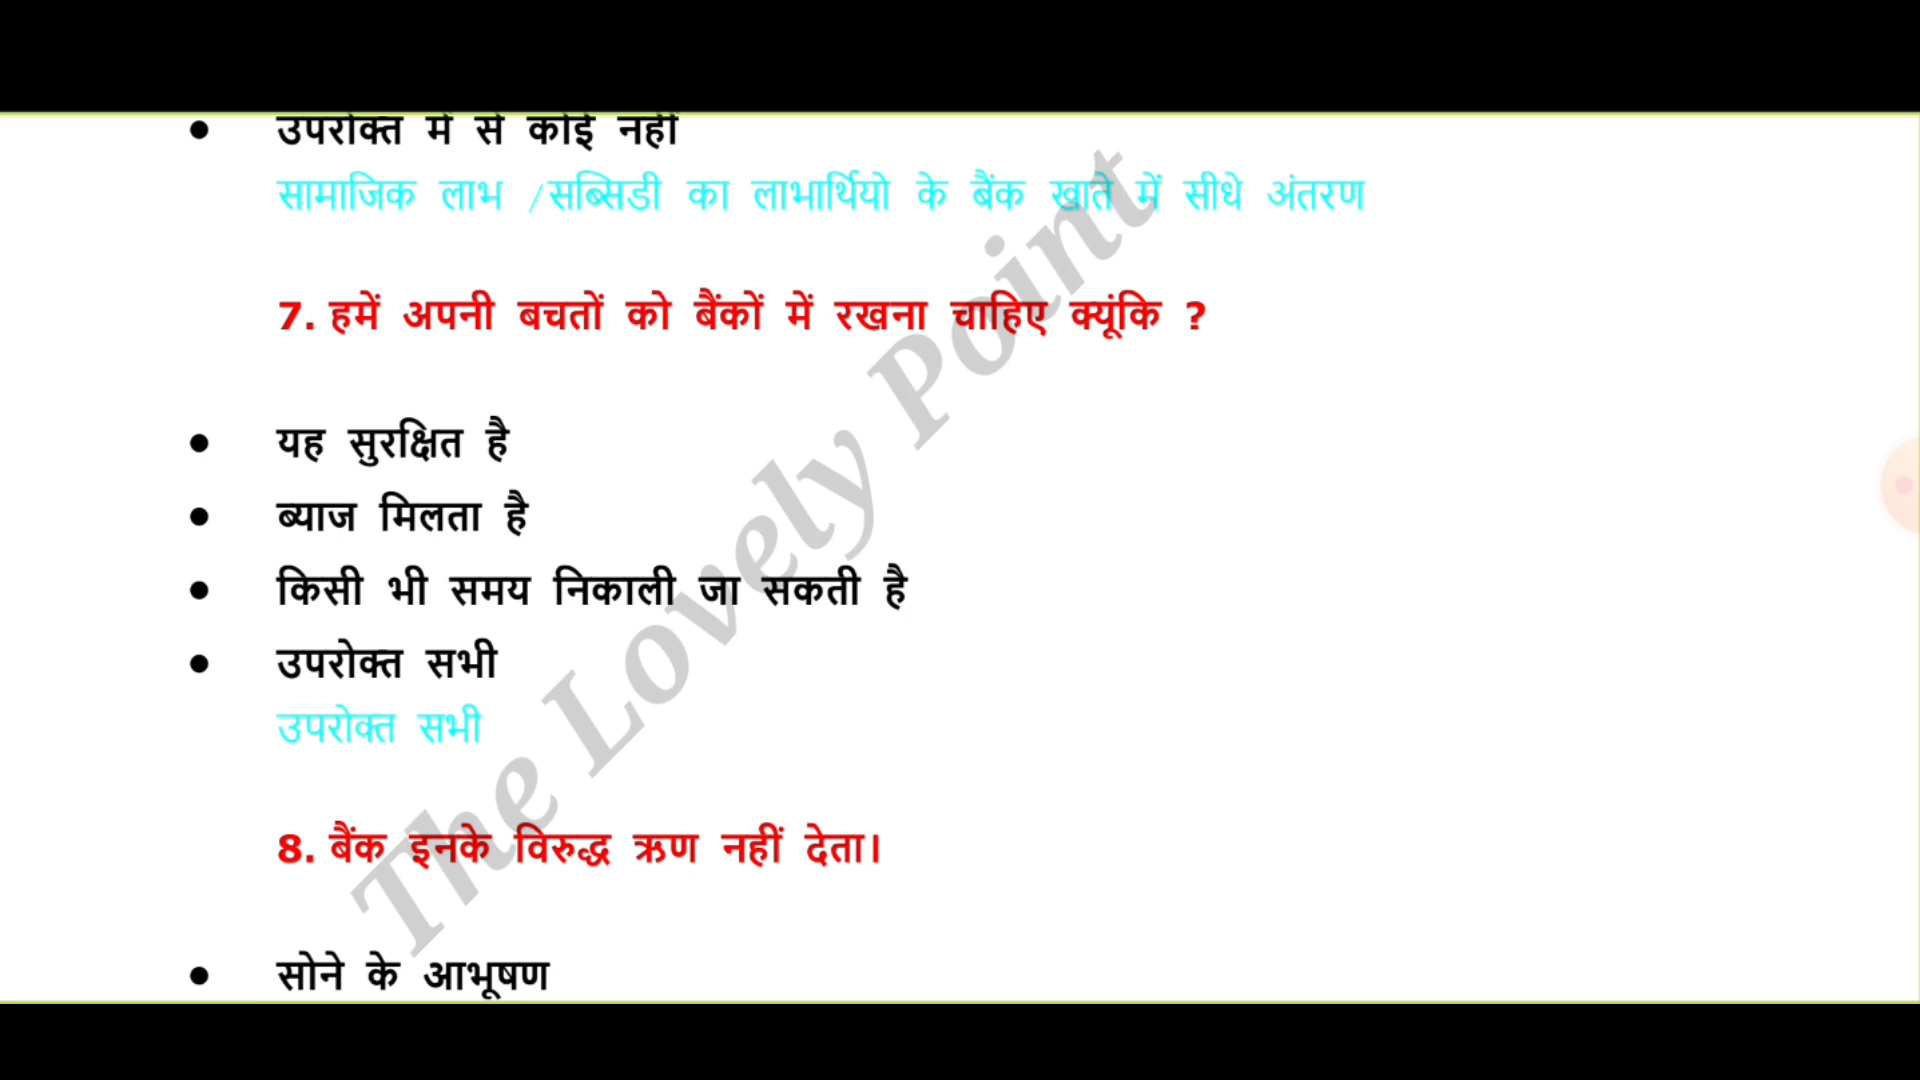 उपरोक्त में से कोई नहीं
सामाजिक लाभ /सब्सिडी का लाभार्थियो के बैंक खाते में सीधे अंतरण
7. हमें अपनी बचतों को बैंकों में रखना चाहिए क्यूंकि ?
यह सुरक्षित है
ब्याज मिलता है
किसी भी समय निकाली जा सकती है
उपरोक्त सभी
उपरोक्त सभी
8. बैंक इनके विरुद्ध ऋण नहीं देता।
सोने के आभूषण
The Lovely Point